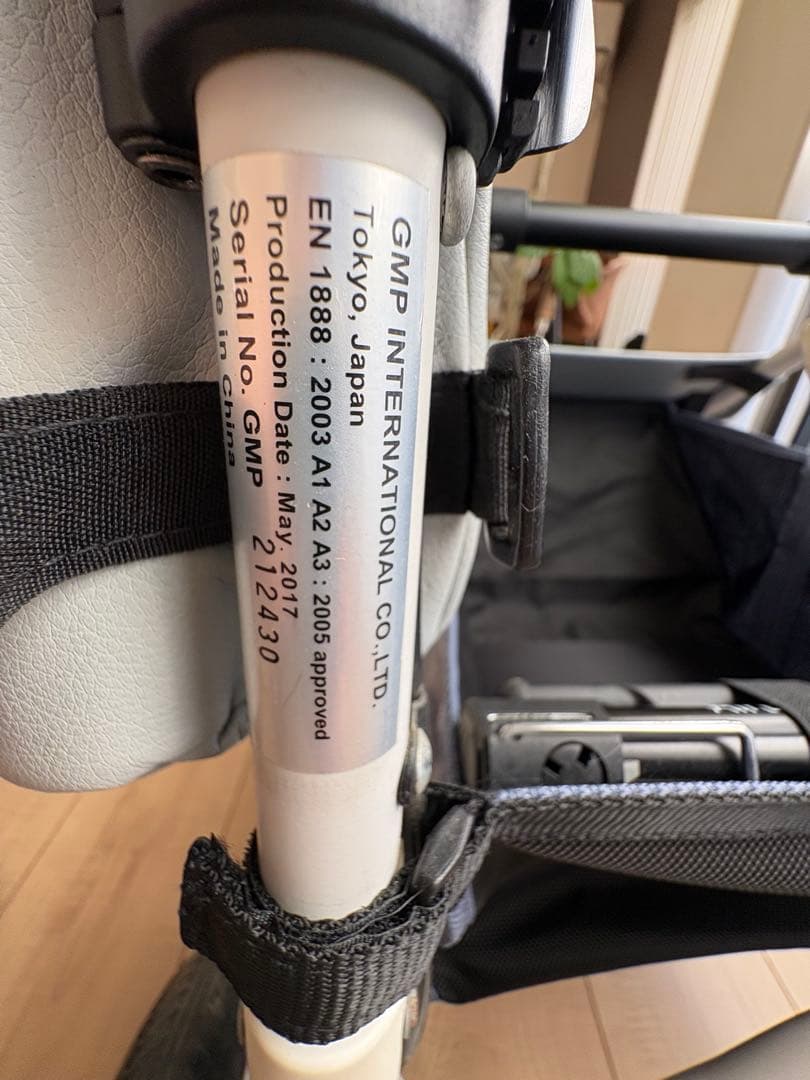 GMP INTERNATIONAL CO.,LTD.
Tokyo, Japan
EN 1888 : 2003 A1 A2 A3 : 2005 approved
Production Date : May. 2017
Serial No. GMP 212430
Made in China